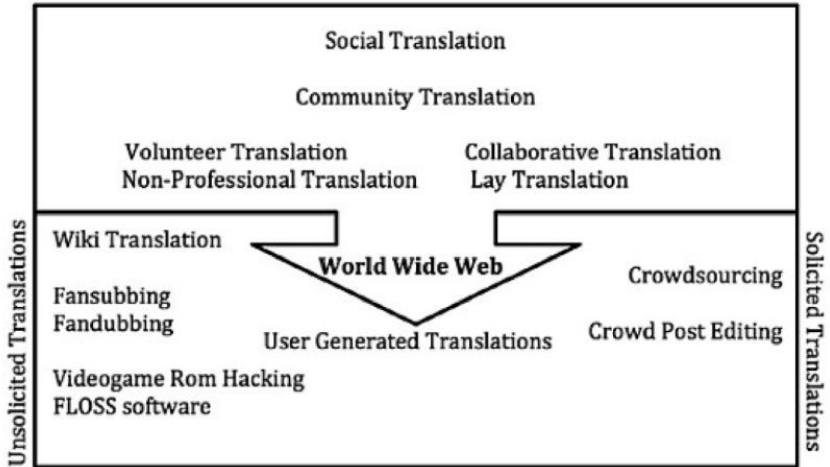 Social Translation
Community Translation
Volunteer Translation
Collaborative Translation
Non-Professional Translation
Lay Translation
Unsolicited Translations
Wiki Translation
World Wide Web
Crowdsourcing
Solicited Translations
Fansubbing
Fandubbing
User Generated Translations
Crowd Post Editing
Videogame Rom Hacking
FLOSS software